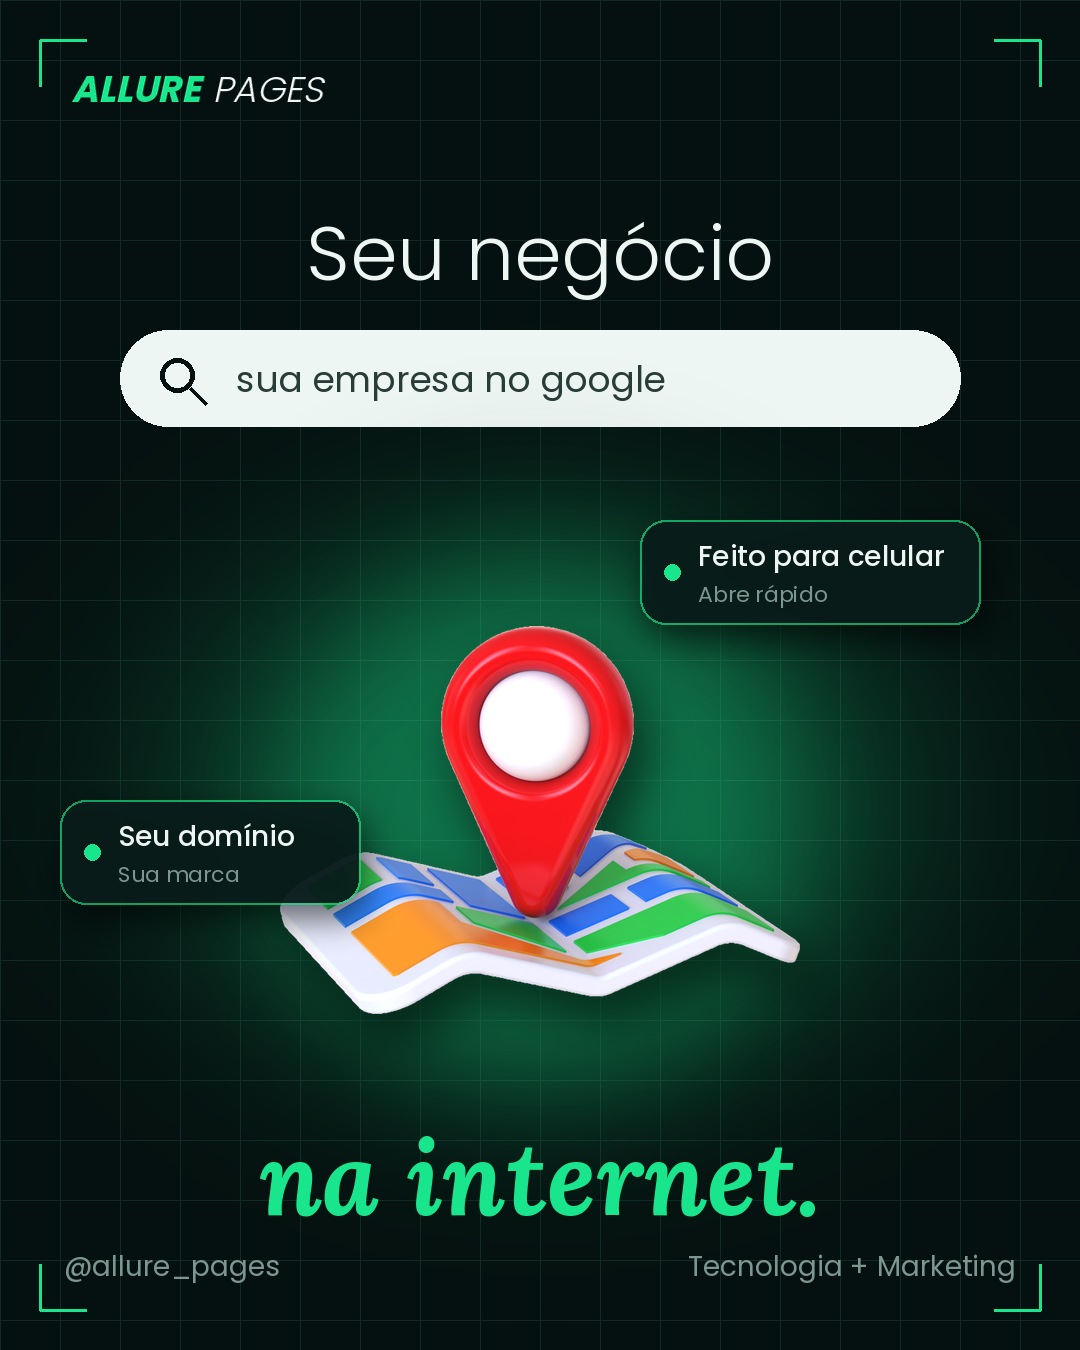 ALLURE PAGES
Seu negócio
sua empresa no google
Feito para celular
Abre rápido
Seu domínio
Sua marca
na internet.
@allure_pages
Tecnologia + Marketing